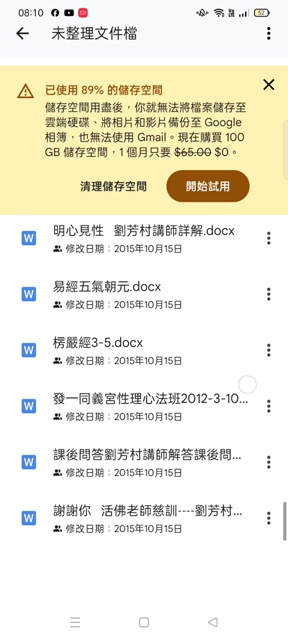 08:10
52
未整理文件檔
已使用 89% 的儲存空間
儲存空間用盡後，你就無法將檔案儲存至
雲端硬碟、將相片和影片備份至 Google
相簿，也無法使用 Gmail。現在購買 100
GB 儲存空間，1 個月只要 $65.00 $0。
清理儲存空間
開始試用
明心見性 劉芳村講師詳解.docx
修改日期：2015年10月15日
易經五氣朝元.docx
修改日期：2015年10月15日
楞嚴經3-5.docx
修改日期：2015年10月15日
發一同義宮性理心法班2012-3-10...
修改日期：2015年10月15日
課後問答劉芳村講師解答課後問...
修改日期：2015年10月15日
謝謝你 活佛老師慈訓----劉芳村...
修改日期：2015年10月15日